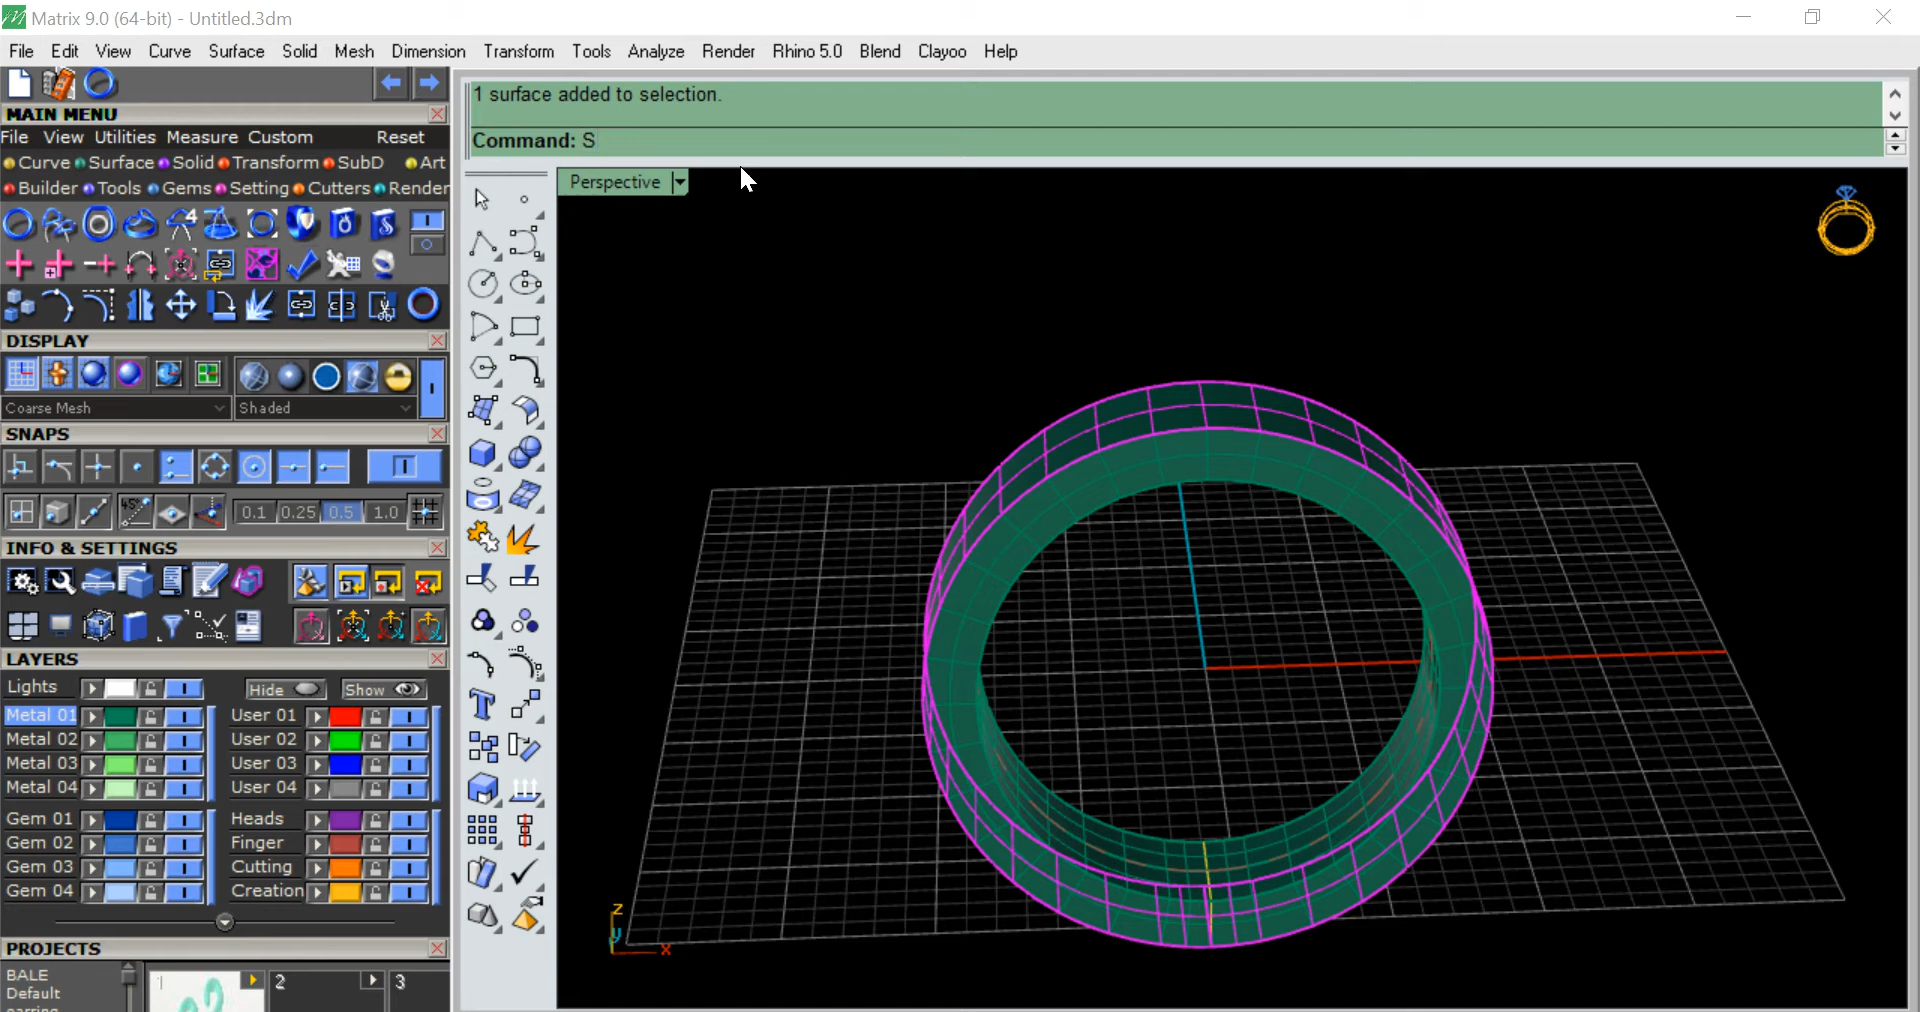 Matrix 9.0 (64-bit) - Untitled.3dm
File Edit View Curve Surface Solid Mesh Dimension Transform Tools Analyze Render Rhino 5.0 Blend Clayoo Help
1 surface added to selection.
Command: S
MAIN MENU
File View Utilities Measure Custom Reset
Curve Surface Solid Transform SubD Art
Builder Tools Gems Setting Cutters Render
Perspective
DISPLAY
Coarse Mesh Shaded
SNAPS
45°
0.1 0.25 0.5 1.0
INFO & SETTINGS
LAYERS
Lights Hide Show
Metal 01 User 01
Metal 02 User 02
Metal 03 User 03
Metal 04 User 04
Gem 01 Heads
Gem 02 Finger
Gem 03 Cutting
Gem 04 Creation
z
y
x
PROJECTS
BALE
Default
earring
1 2 3